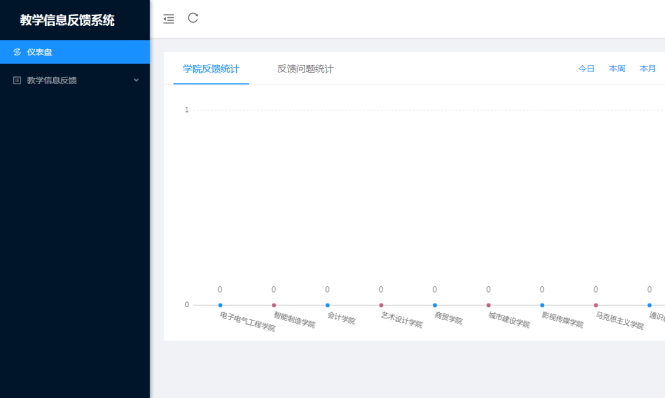 教学信息反馈系统
仪表盘
教学信息反馈
学院反馈统计
反馈问题统计
今日
本周
本月
1
0 0 0 0 0 0 0 0 0
0
电子电气工程学院
智能制造学院
会计学院
艺术设计学院
商贸学院
城市建设学院
影视传媒学院
马克思主义学院
通识